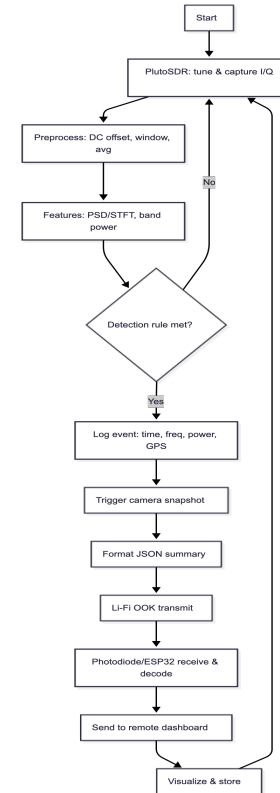 Start
PlutoSDR: tune & capture I/Q
Preprocess: DC offset, window,
avg
No
Features: PSD/STFT, band
power
Detection rule met?
Yes
Log event: time, freq, power,
GPS
Trigger camera snapshot
Format JSON summary
Li-Fi OOK transmit
Photodiode/ESP32 receive &
decode
Send to remote dashboard
Visualize & store